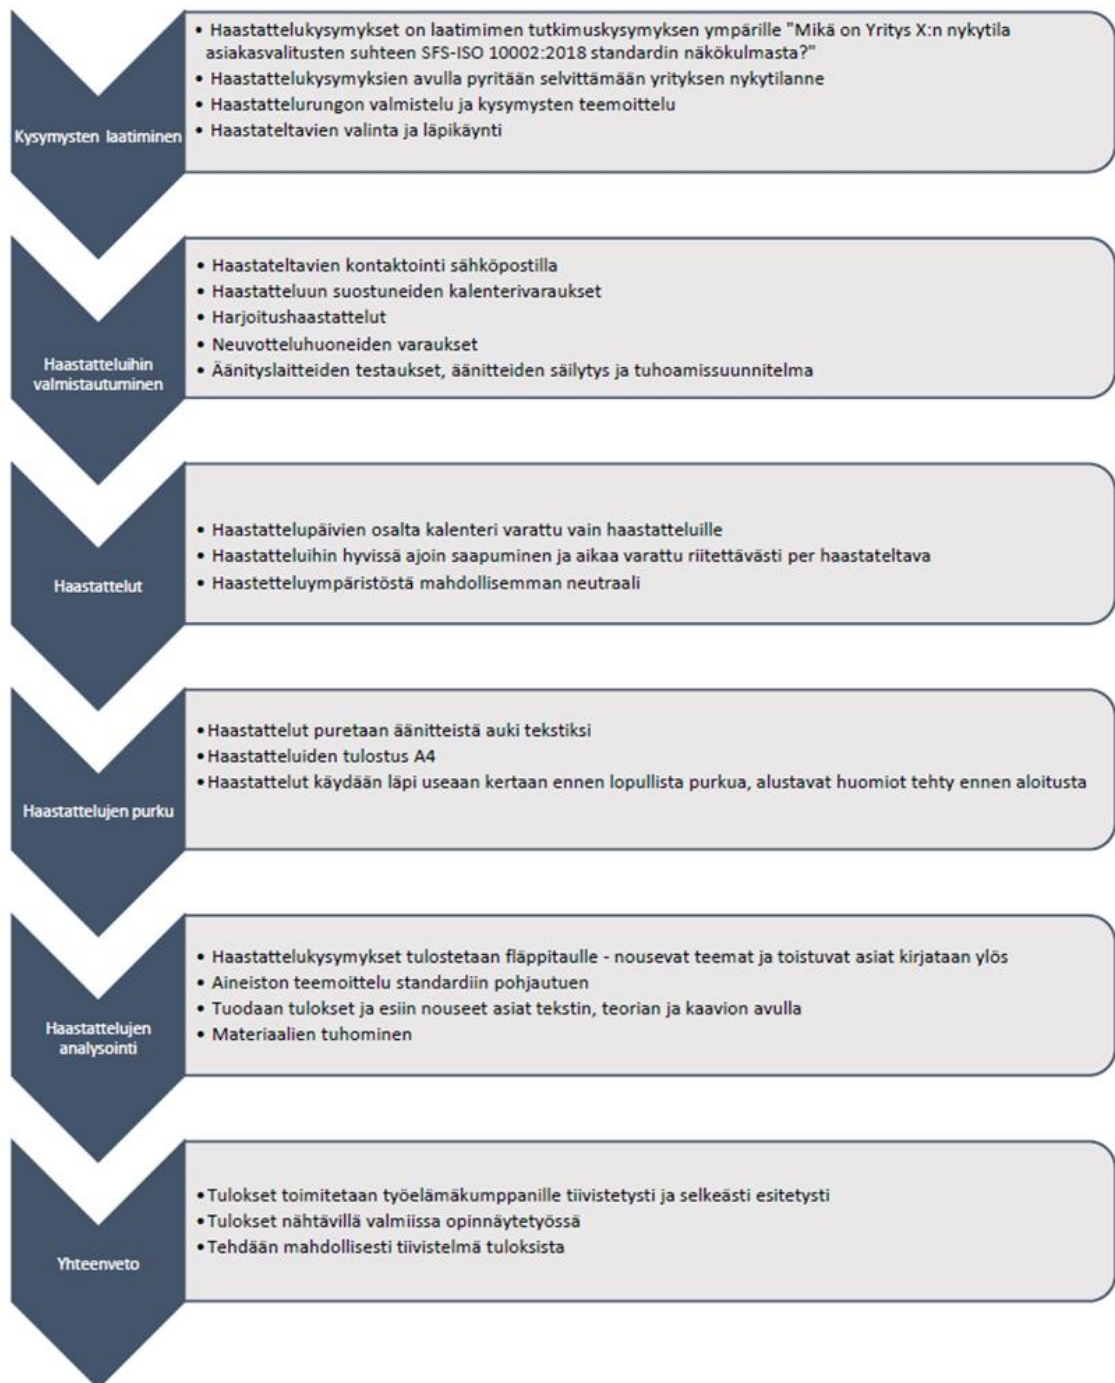 Kysymysten laatiminen
• Haastattelukysymykset on laatimimen tutkimuskysymyksen ympärille "Mikä on Yritys X:n nykytila
asiakasvalitusten suhteen SFS-ISO 10002:2018 standardin näkökulmasta?"
• Haastattelukysymyksien avulla pyritään selvittämään yrityksen nykytilanne
• Haastattelurungon valmistelu ja kysymysten teemoittelu
• Haastateltavien valinta ja läpikäynti
Haastatteluihin
valmistautuminen
• Haastateltavien kontaktointi sähköpostilla
• Haastatteluun suostuneiden kalenterivaraukset
• Harjoitushaastattelut
• Neuvotteluhuoneiden varaukset
• Äänityslaitteiden testaukset, äänitteiden säilytys ja tuhoamissuunnitelma
Haastattelut
• Haastattelupäivien osalta kalenteri varattu vain haastatteluille
• Haastatteluihin hyvissä ajoin saapuminen ja aikaa varattu riitettävästi per haastateltava
• Haastetteluympäristöstä mahdollisemman neutraali
Haastattelujen purku
•Haastattelut puretaan äänitteistä auki tekstiksi
•Haastatteluiden tulostus A4
•Haastattelut käydään läpi useaan kertaan ennen lopullista purkua, alustavat huomiot tehty ennen aloitusta
Haastattelujen
analysointi
• Haastattelukysymykset tulostetaan fläppitaulle - nousevat teemat ja toistuvat asiat kirjataan ylös
• Aineiston teemoittelu standardiin pohjautuen
• Tuodaan tulokset ja esiin nouseet asiat tekstin, teorian ja kaavion avulla
• Materiaalien tuhominen
Yhteenveto
•Tulokset toimitetaan työelämäkumppanille tiivistetysti ja selkeästi esitetysti
•Tulokset nähtävillä valmiissa opinnäytetyössä
•Tehdään mahdollisesti tiivistelmä tuloksista